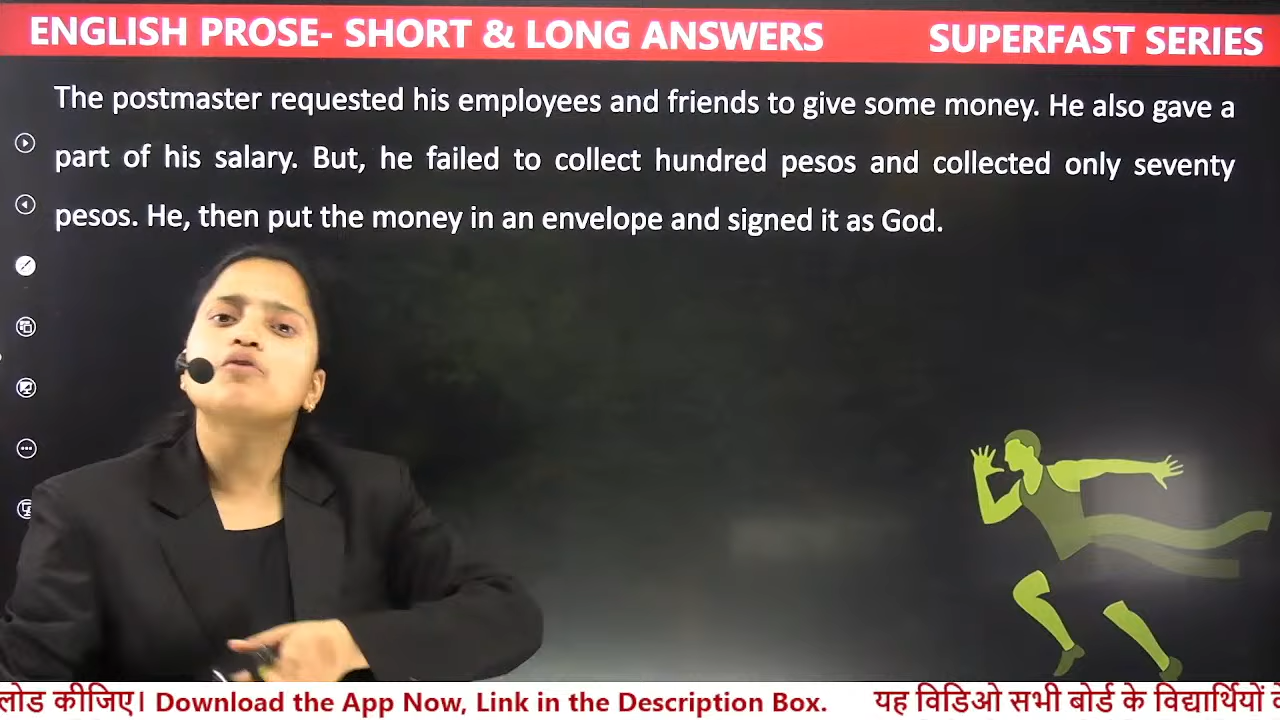 ENGLISH PROSE- SHORT & LONG ANSWERS SUPERFAST SERIES
The postmaster requested his employees and friends to give some money. He also gave a
part of his salary. But, he failed to collect hundred pesos and collected only seventy
pesos. He, then put the money in an envelope and signed it as God.
लोड कीजिए। Download the App Now, Link in the Description Box. यह विडिओ सभी बोर्ड के विद्यार्थियों